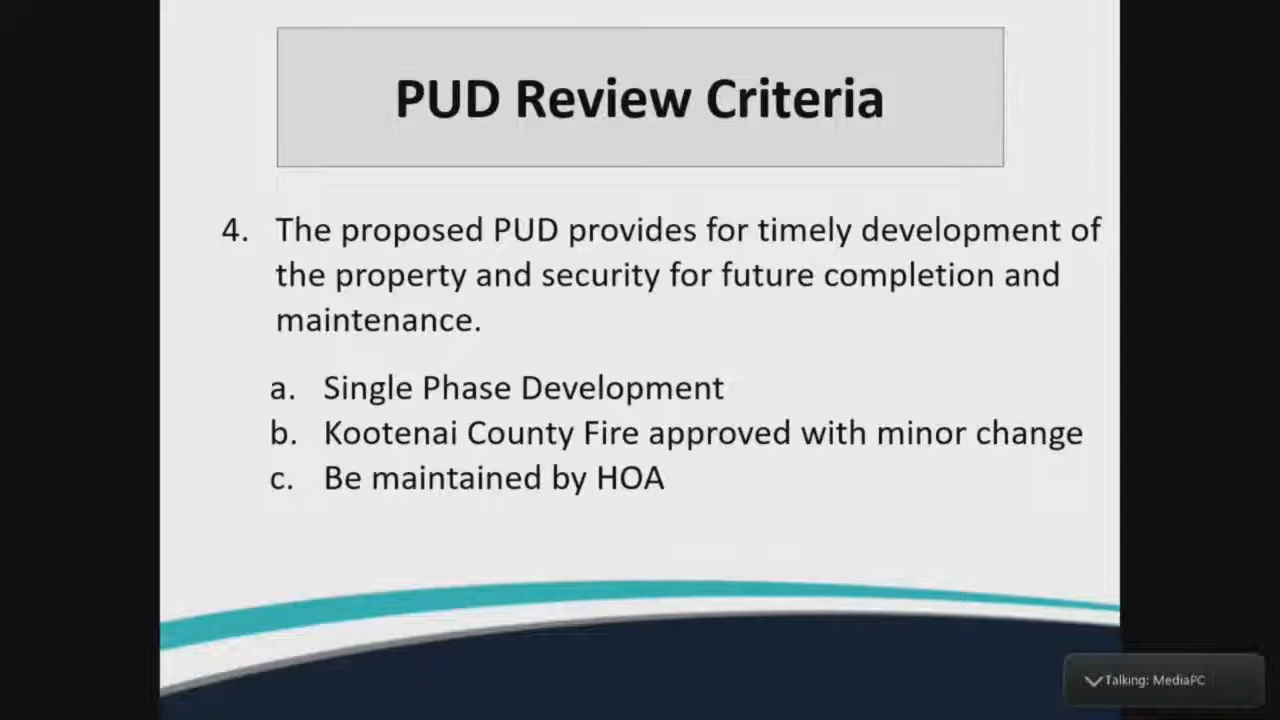 PUD Review Criteria
4. The proposed PUD provides for timely development of
the property and security for future completion and
maintenance.
a. Single Phase Development
b. Kootenai County Fire approved with minor change
c. Be maintained by HOA
Talking: MediaPC